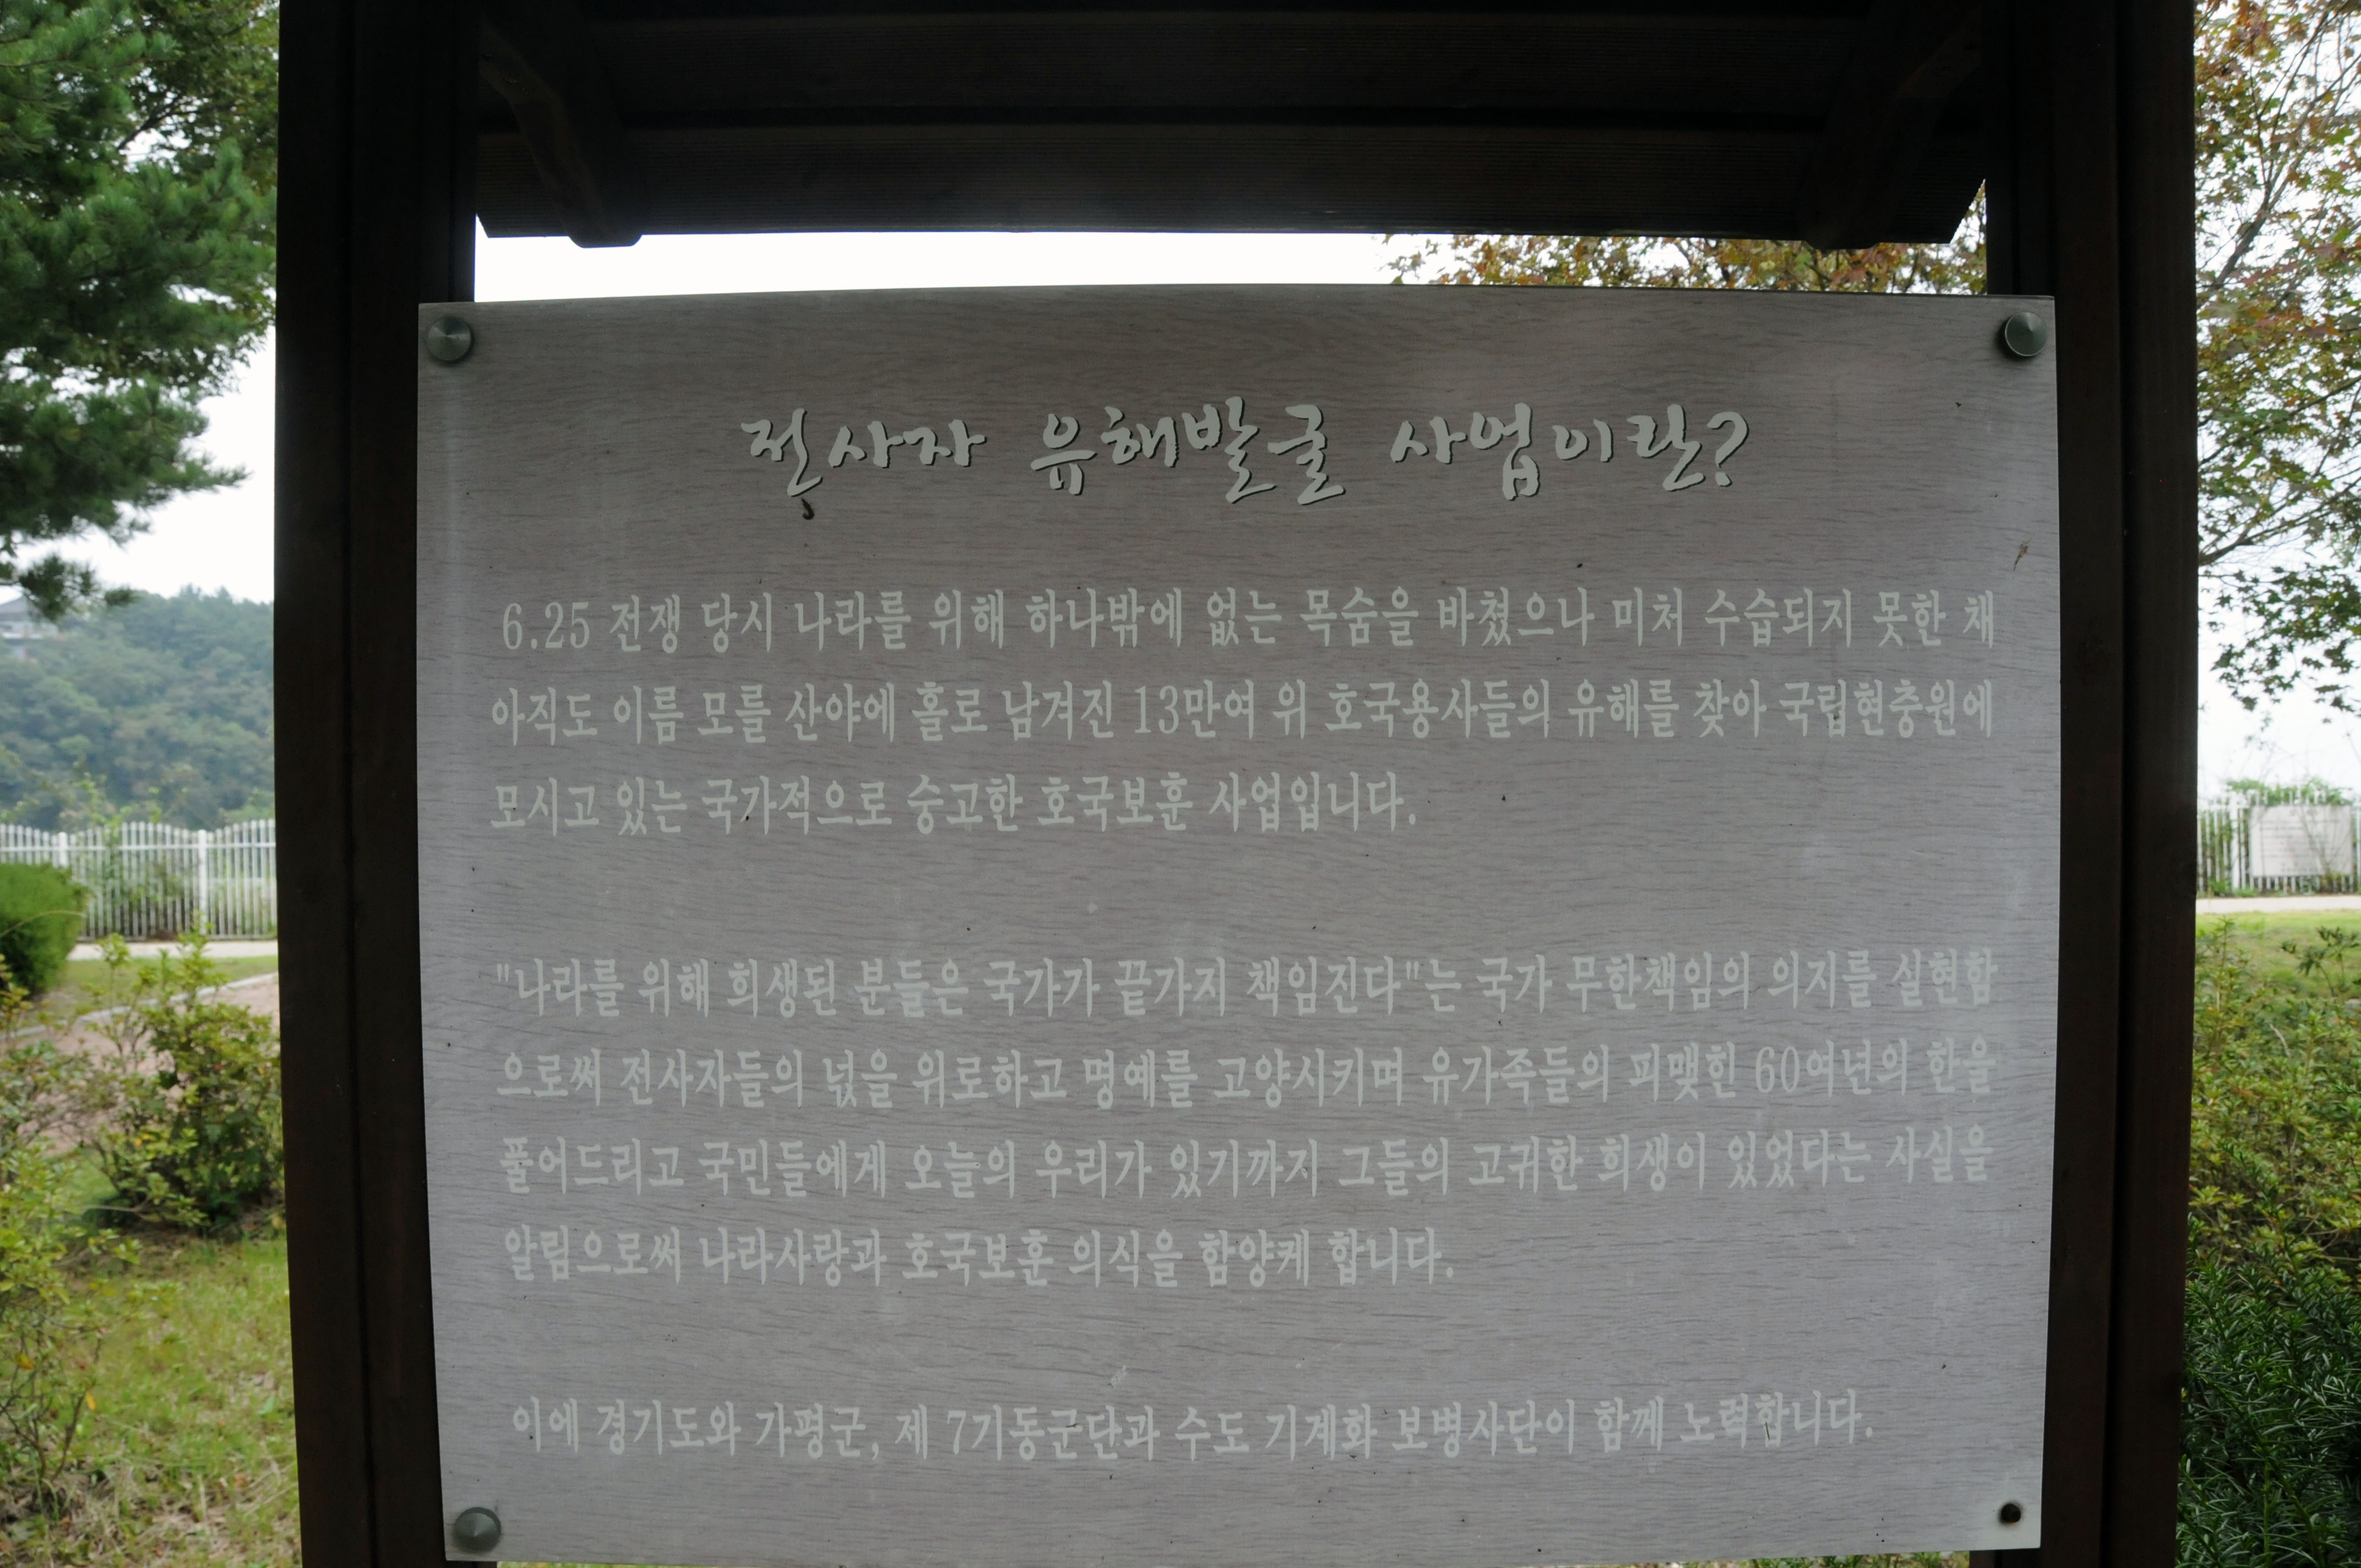 전사자 유해발굴 사업이란?
6.25 전쟁 당시 나라를 위해 하나밖에 없는 목숨을 바쳤으나 미처 수습되지 못한 채
아직도 이름 모를 산야에 홀로 남겨진 13만여 위 호국용사들의 유해를 찾아 국립현충원에
모시고 있는 국가적으로 숭고한 호국보훈 사업입니다.
"나라를 위해 희생된 분들은 국가가 끝가지 책임진다"는 국가 무한책임의 의지를 실현함
으로써 전사자들의 넋을 위로하고 명예를 고양시키며 유가족들의 피맺힌 60여년의 한을
풀어드리고 국민들에게 오늘의 우리가 있기까지 그들의 고귀한 희생이 있었다는 사실을
알림으로써 나라사랑과 호국보훈 의식을 함양케 합니다.
이에 경기도와 가평군, 제 7기동군단과 수도 기계화 보병사단이 함께 노력합니다.